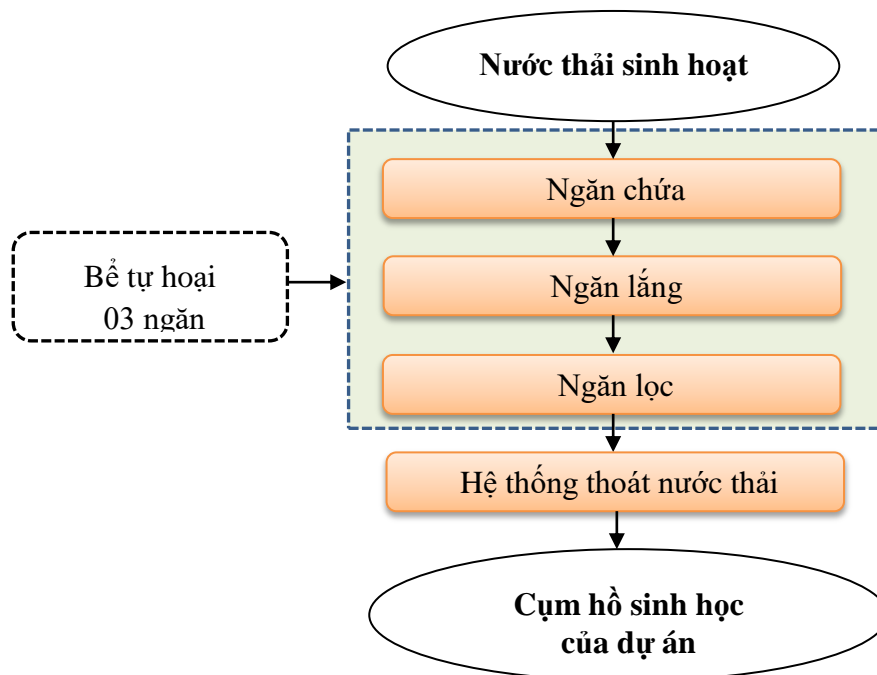 Nước thải sinh hoạt
Ngăn chứa
Bể tự hoại
03 ngăn
Ngăn lắng
Ngăn lọc
Hệ thống thoát nước thải
Cụm hồ sinh học
của dự án